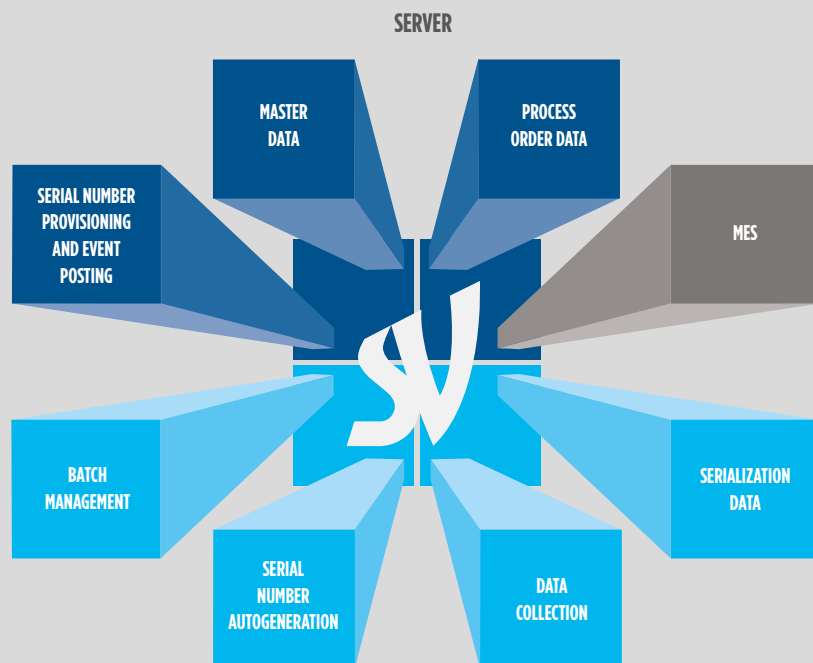 SERVER
MASTER
DATA
PROCESS
ORDER DATA
SERIAL NUMBER
PROVISIONING
AND EVENT
POSTING
MES
SV
BATCH
MANAGEMENT
SERIALIZATION
DATA
SERIAL
NUMBER
AUTOGENERATION
DATA
COLLECTION